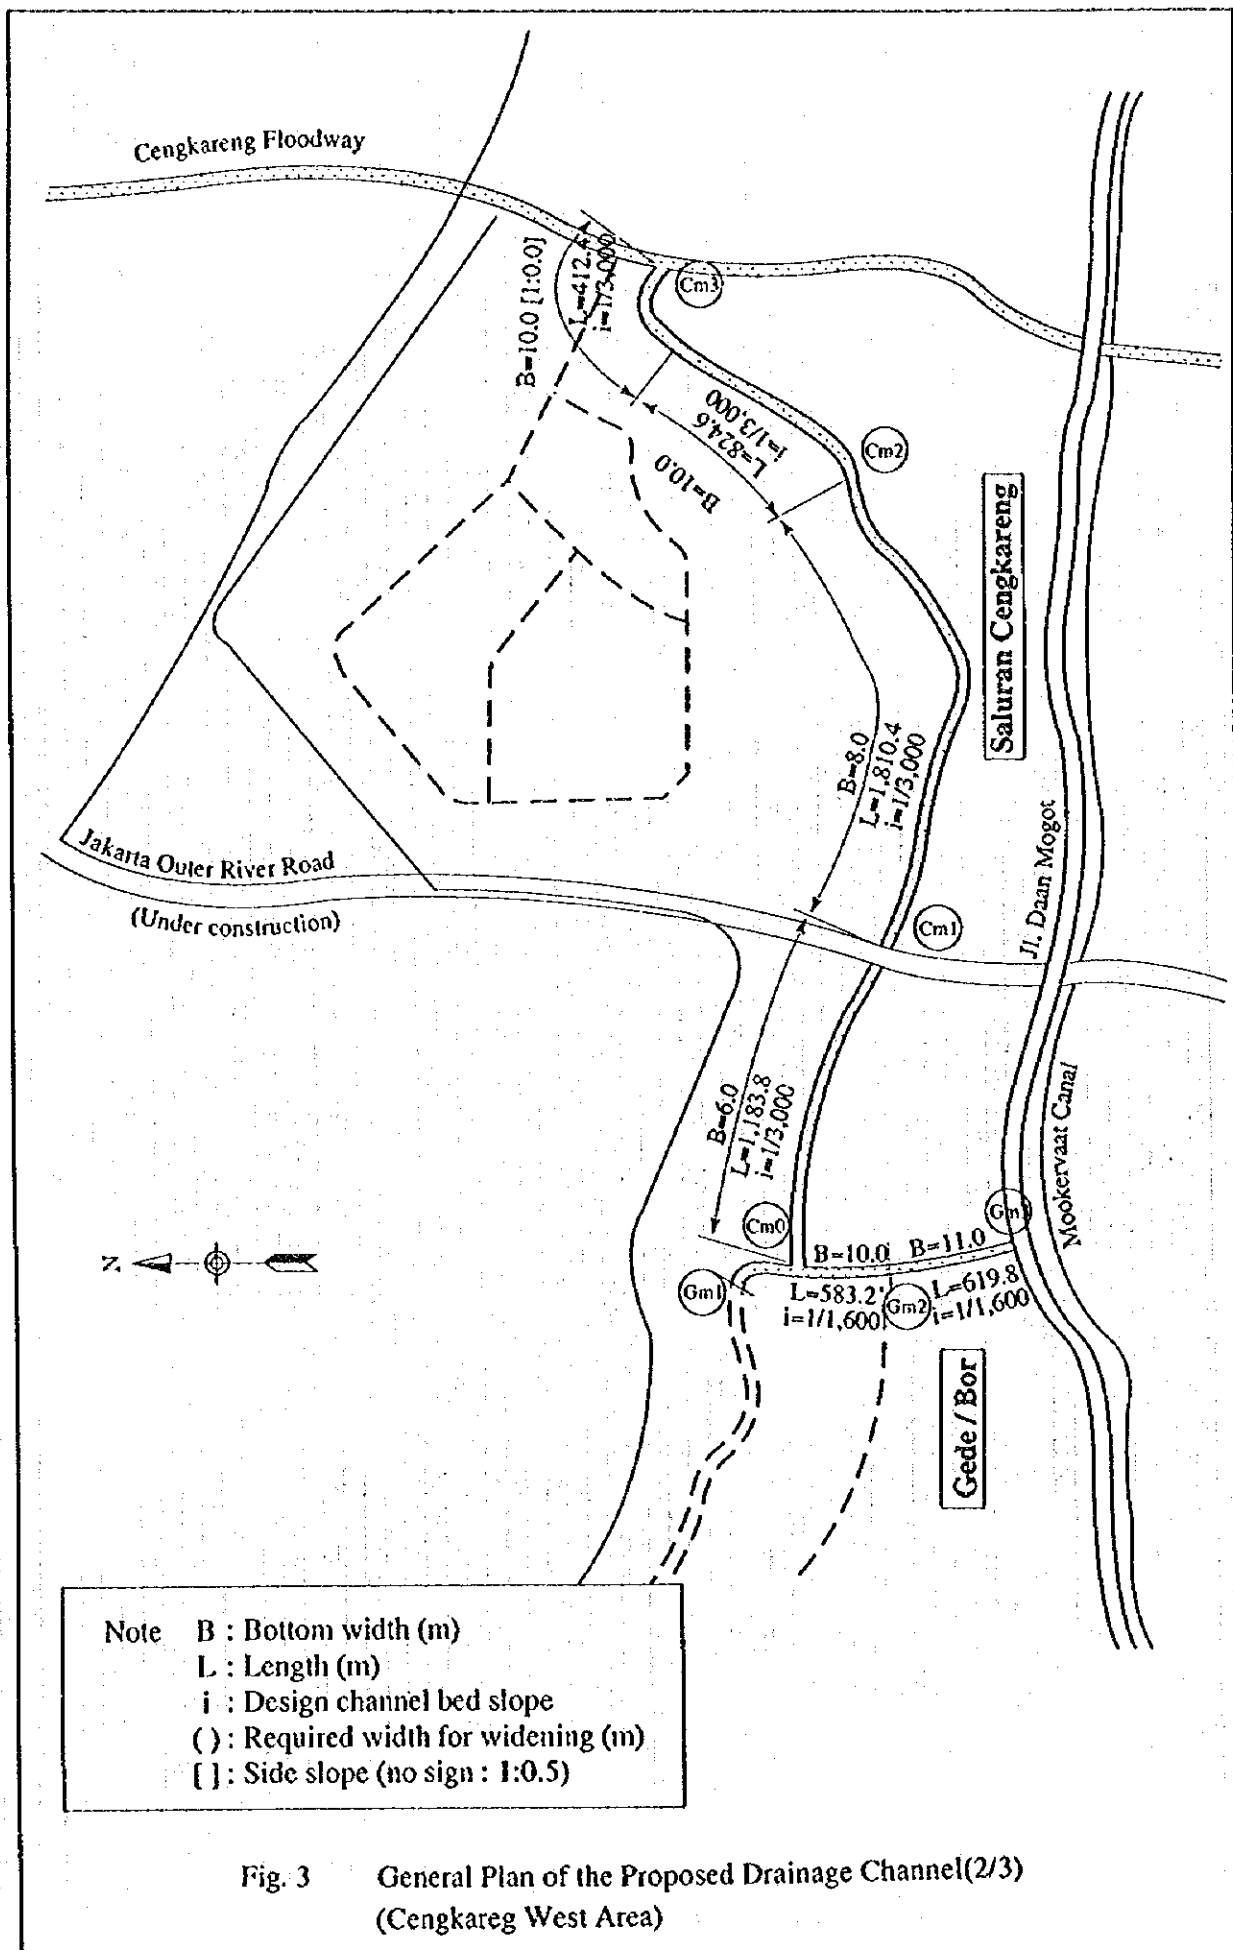 Cengkareng Floodway
B=10.0 [1:0.0]
L=412.4
i=1/3,000
Cm3
i=1/3,000
L=824.6
B=10.0
Cm2
Saluran Cengkareng
B=8.0
L=1,810.4
i=1/3,000
Jakarta Outer River Road
(Under construction)
Cm1
Jl. Daan Mogot
B=6.0
L=1,183.8
i=1/3,000
Mookervaat Canal
Cm0
N
B=10.0
B=11.0
Gm1
L=583.2
i=1/1,600
Gm2
L=619.8
i=1/1,600
Gede / Bor
Note B : Bottom width (m)
L : Length (m)
i : Design channel bed slope
( ) : Required width for widening (m)
[ ] : Side slope (no sign : 1:0.5)
Fig. 3 General Plan of the Proposed Drainage Channel(2/3)
(Cengkareg West Area)